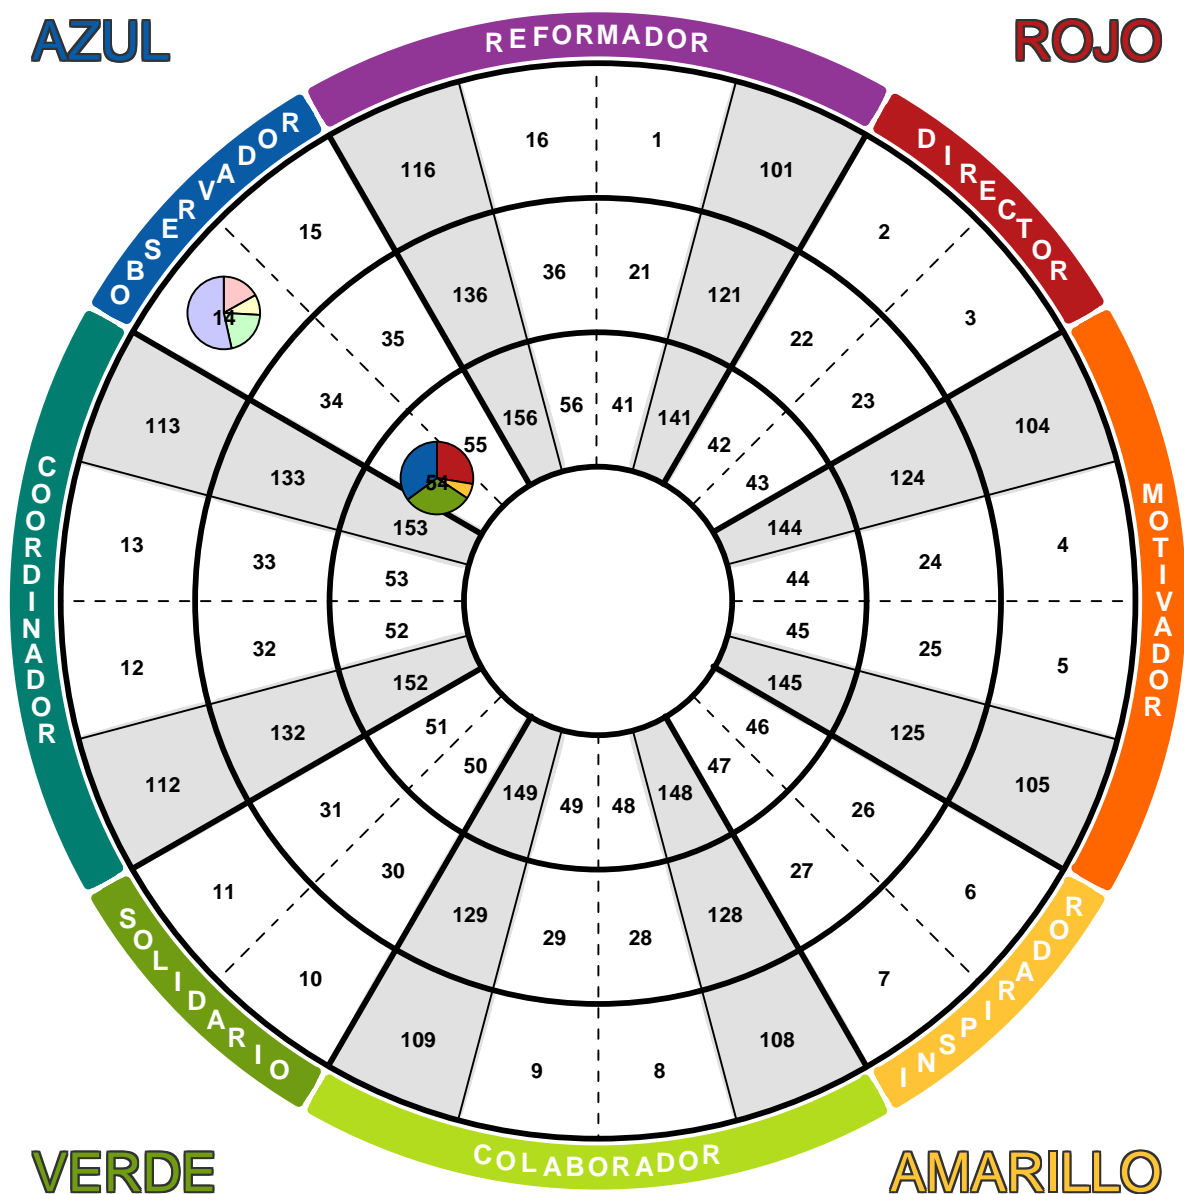 AZUL
ROJO
REFORMADOR
OBSERVADOR
DIRECTOR
COORDINADOR
MOTIVADOR
SOLIDARIO
INSPIRADOR
COLABORADOR
VERDE
AMARILLO
16 1
116 101
15 2
36 21
136 121
14 3
35 22
34 23
56 41
156 141
113 104
55 42
133 124
54 43
153 144
13 4
33 24
53 44
52 45
32 25
12 5
152 145
51 46
132 125
50 47
112 105
149 49 48 148
31 26
30 27
11 6
129 128
29 28
10 7
109 108
9 8